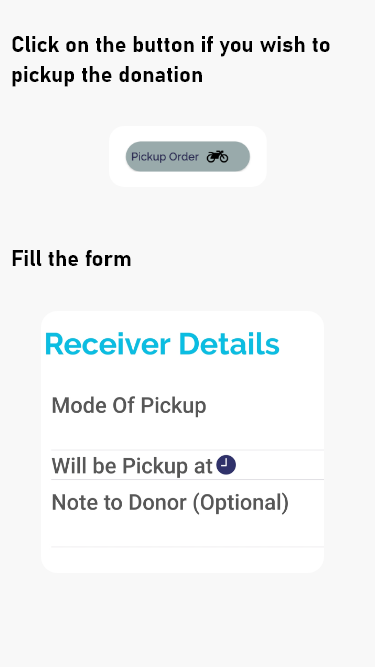 Click on the button if you wish to
pickup the donation
Pickup Order
Fill the form
Receiver Details
Mode Of Pickup
Will be Pickup at
Note to Donor (Optional)